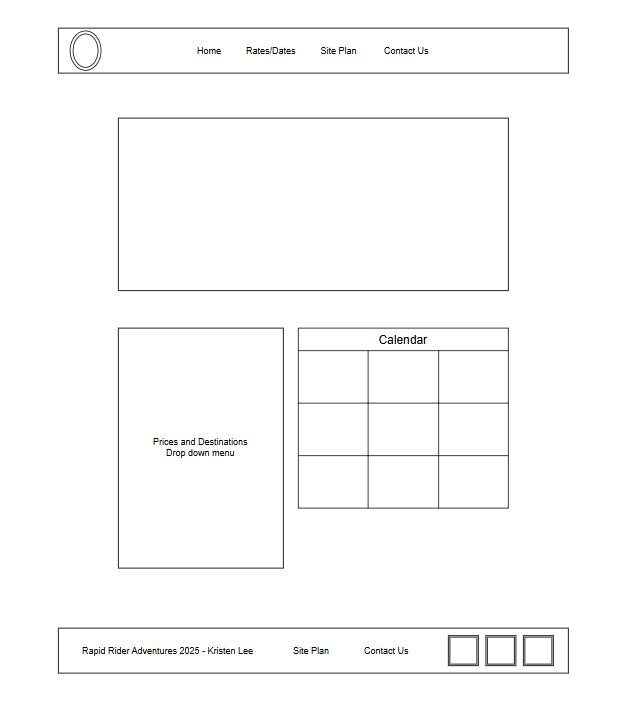 Home Rates/Dates Site Plan Contact Us
Calendar
Prices and Destinations
Drop down menu
Rapid Rider Adventures 2025 - Kristen Lee Site Plan Contact Us